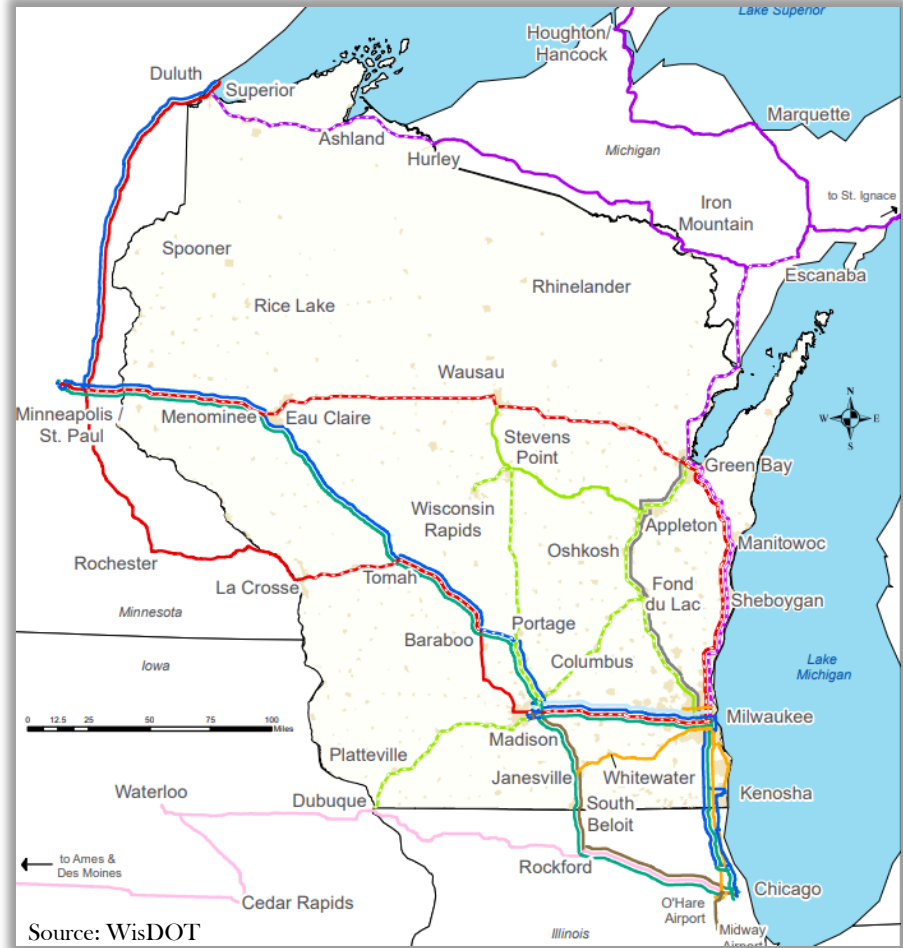 Lake Superior
Houghton/
Hancock
Duluth
Superior
Marquette
Ashland
Michigan
Hurley
to St. Ignace
Iron
Mountain
Spooner
Escanaba
Rhinelander
Rice Lake
Wausau
N
W
E
S
Minneapolis /
St. Paul
Menominee
Eau Claire
Stevens
Point
Green Bay
Wisconsin
Rapids
Appleton
Manitowoc
Oshkosh
Rochester
Tomah
La Crosse
Fond
du Lac
Sheboygan
Minnesota
Portage
Baraboo
Iowa
Columbus
Lake
Michigan
0 12.5 25 50 75 100
Miles
Milwaukee
Madison
Platteville
Janesville
Whitewater
Waterloo
Kenosha
Dubuque
South
Beloit
to Ames &
Des Moines
Rockford
Chicago
Cedar Rapids
O'Hare
Airport
Source: WisDOT
Illinois
Midway
Airport